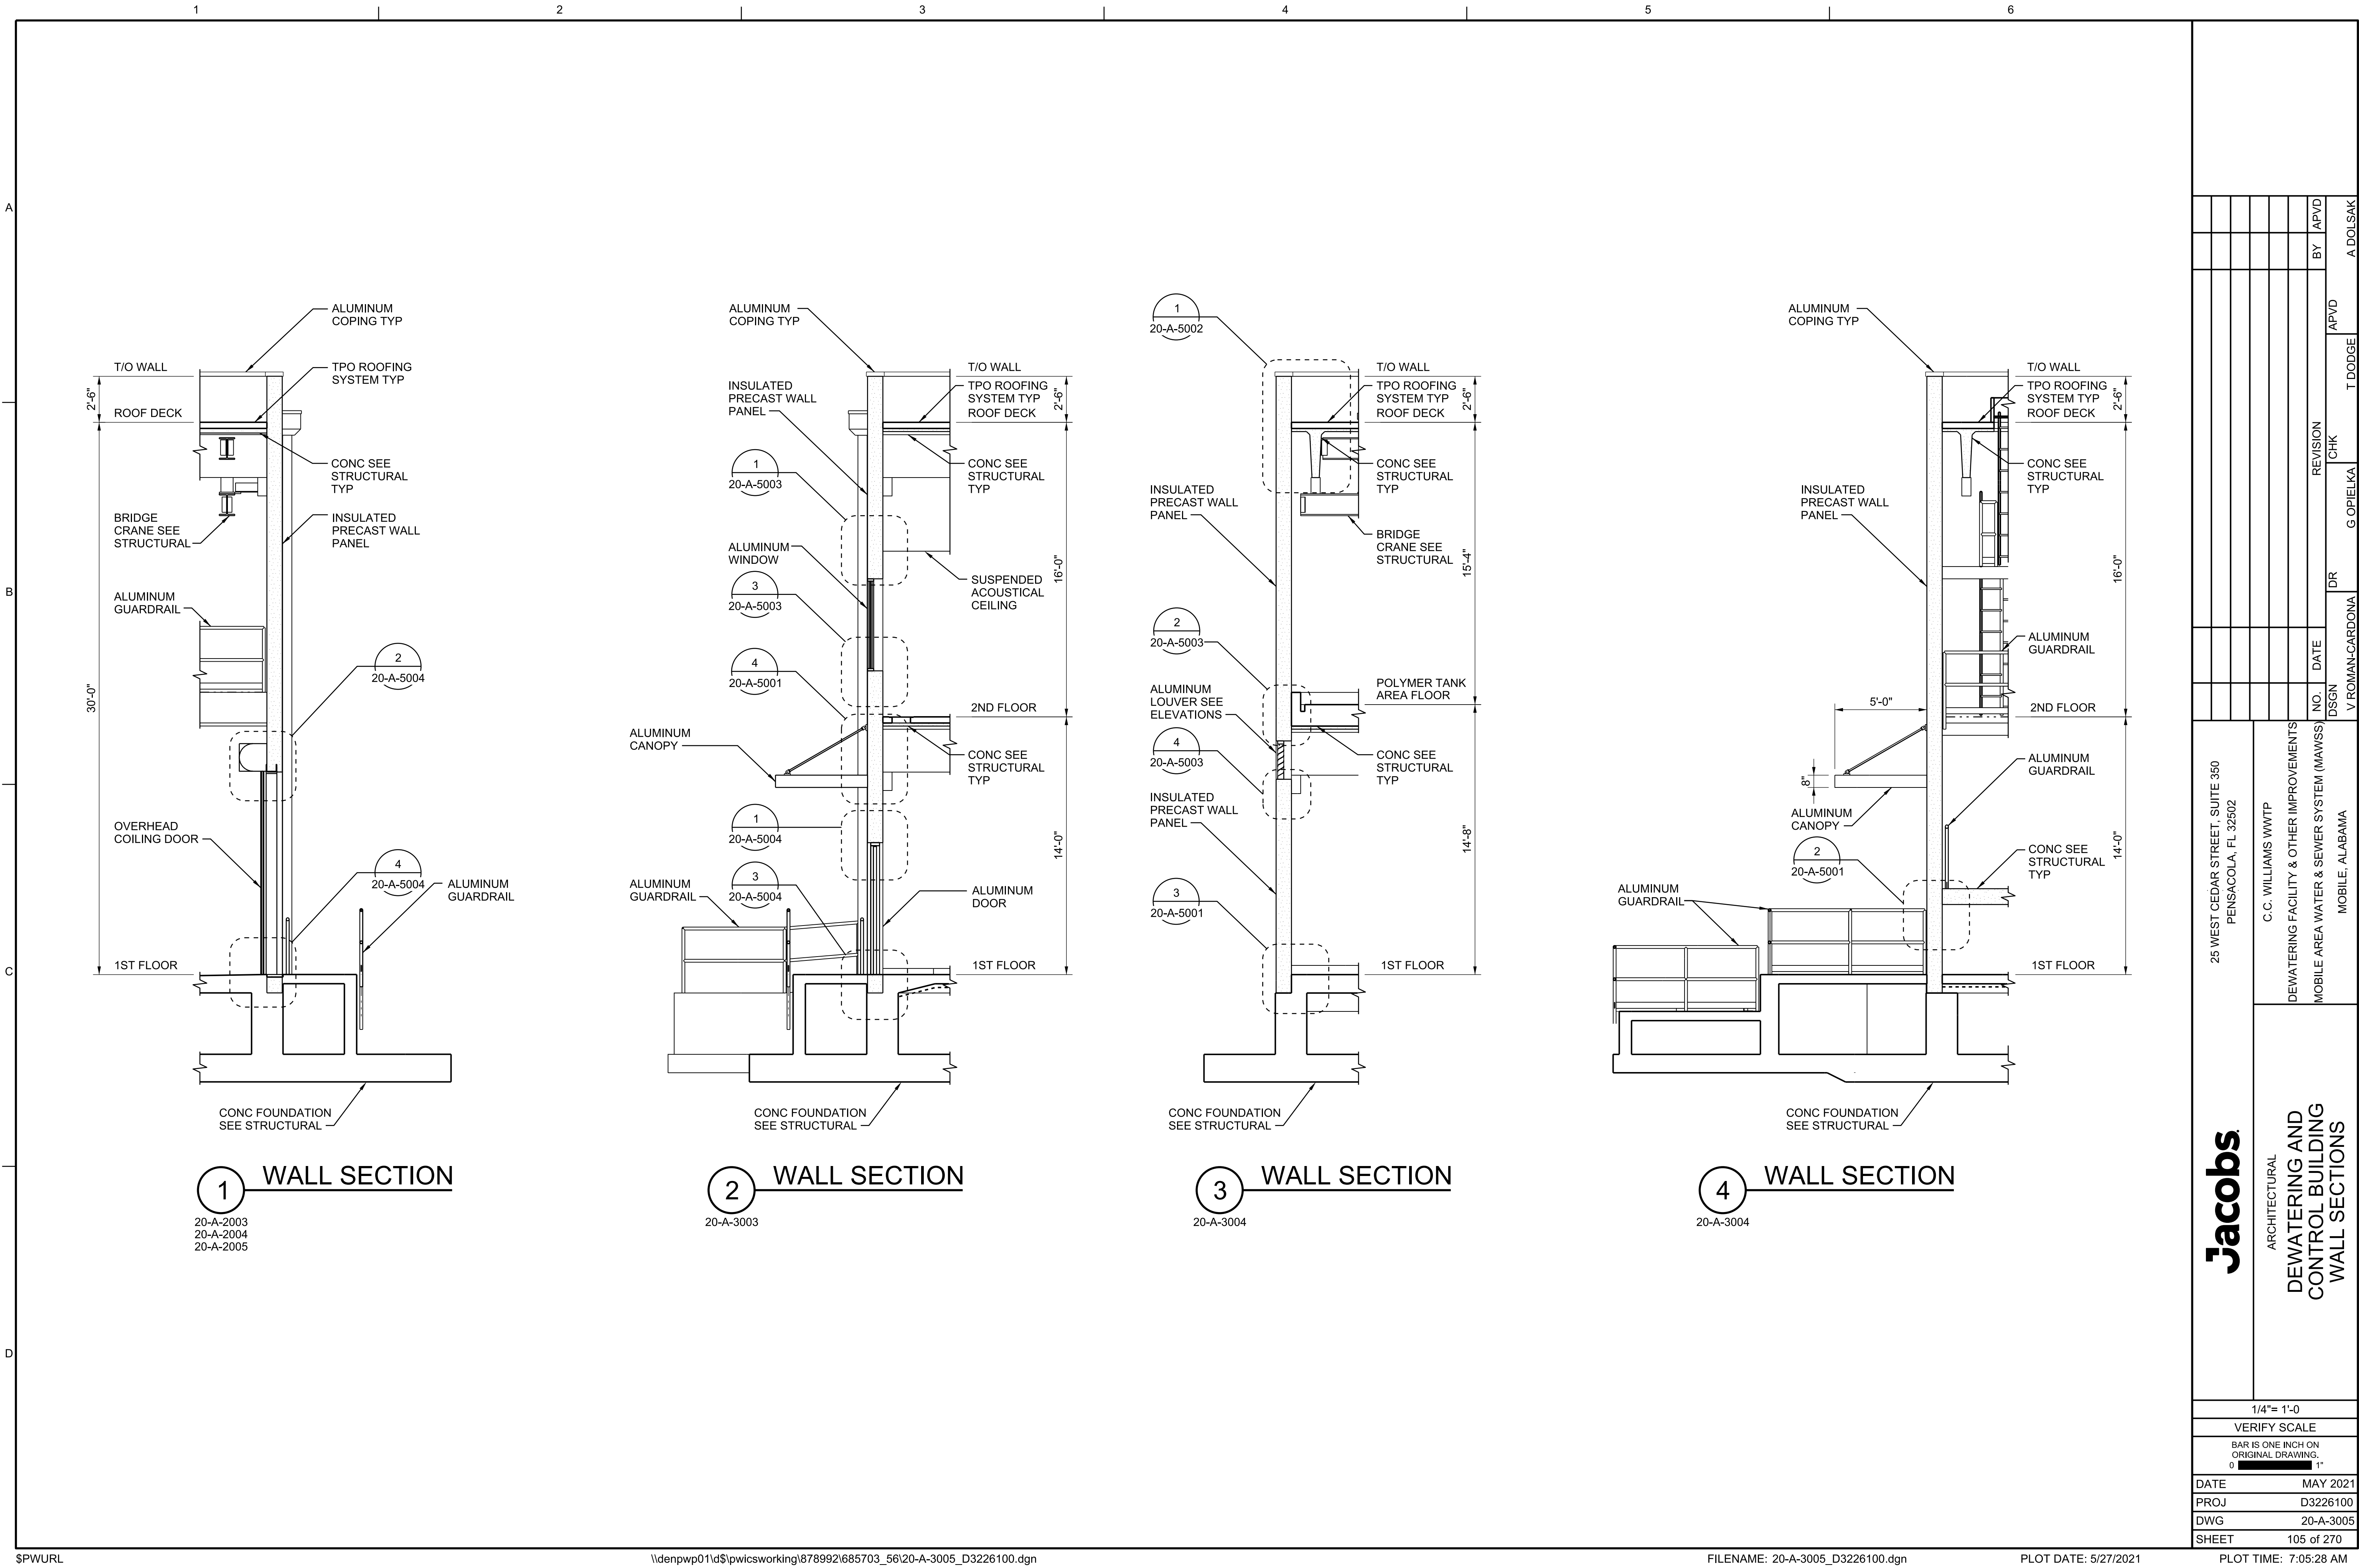 1 2 3 4 5 6
A
B
C
D
ALUMINUM
COPING TYP
T/O WALL
TPO ROOFING
SYSTEM TYP
2'-6"
ROOF DECK
CONC SEE
STRUCTURAL
TYP
BRIDGE
CRANE SEE
STRUCTURAL
INSULATED
PRECAST WALL
PANEL
ALUMINUM
GUARDRAIL
2
20-A-5004
30'-0"
OVERHEAD
COILING DOOR
4
20-A-5004
ALUMINUM
GUARDRAIL
1ST FLOOR
CONC FOUNDATION
SEE STRUCTURAL
1 WALL SECTION
20-A-2003
20-A-2004
20-A-2005
ALUMINUM
COPING TYP
T/O WALL
INSULATED
PRECAST WALL
PANEL
TPO ROOFING
SYSTEM TYP
ROOF DECK
2'-6"
1
20-A-5003
CONC SEE
STRUCTURAL
TYP
ALUMINUM
WINDOW
3
20-A-5003
SUSPENDED
ACOUSTICAL
CEILING
16'-0"
4
20-A-5001
2ND FLOOR
ALUMINUM
CANOPY
CONC SEE
STRUCTURAL
TYP
1
20-A-5004
14'-0"
ALUMINUM
GUARDRAIL
3
20-A-5004
ALUMINUM
DOOR
1ST FLOOR
CONC FOUNDATION
SEE STRUCTURAL
2 WALL SECTION
20-A-3003
1
20-A-5002
T/O WALL
TPO ROOFING
SYSTEM TYP
ROOF DECK
2'-6"
CONC SEE
STRUCTURAL
TYP
INSULATED
PRECAST WALL
PANEL
BRIDGE
CRANE SEE
STRUCTURAL
15'-4"
2
20-A-5003
POLYMER TANK
AREA FLOOR
ALUMINUM
LOUVER SEE
ELEVATIONS
4
20-A-5003
CONC SEE
STRUCTURAL
TYP
INSULATED
PRECAST WALL
PANEL
14'-8"
3
20-A-5001
1ST FLOOR
CONC FOUNDATION
SEE STRUCTURAL
3 WALL SECTION
20-A-3004
ALUMINUM
COPING TYP
T/O WALL
TPO ROOFING
SYSTEM TYP
ROOF DECK
2'-6"
CONC SEE
STRUCTURAL
TYP
INSULATED
PRECAST WALL
PANEL
16'-0"
ALUMINUM
GUARDRAIL
5'-0"
2ND FLOOR
ALUMINUM
GUARDRAIL
8"
ALUMINUM
CANOPY
2
20-A-5001
CONC SEE
STRUCTURAL
TYP
14'-0"
ALUMINUM
GUARDRAIL
1ST FLOOR
CONC FOUNDATION
SEE STRUCTURAL
4 WALL SECTION
20-A-3004
NO. DATE REVISION BY APVD
DSGN DR CHK APVD
V ROMAN-CARDONA G OPIELKA T DODGE A DOLSAK
25 WEST CEDAR STREET, SUITE 350
PENSACOLA, FL 32502
C.C. WILLIAMS WWTP
DEWATERING FACILITY & OTHER IMPROVEMENTS
MOBILE AREA WATER & SEWER SYSTEM (MAWSS)
MOBILE, ALABAMA
Jacobs
ARCHITECTURAL
DEWATERING AND
CONTROL BUILDING
WALL SECTIONS
1/4"= 1'-0
VERIFY SCALE
BAR IS ONE INCH ON
ORIGINAL DRAWING.
0 1"
DATE MAY 2021
PROJ D3226100
DWG 20-A-3005
SHEET 105 of 270
$PWURL \\denpwp01\d$\pwicsworking\878992\685703_56\20-A-3005_D3226100.dgn FILENAME: 20-A-3005_D3226100.dgn PLOT DATE: 5/27/2021 PLOT TIME: 7:05:28 AM